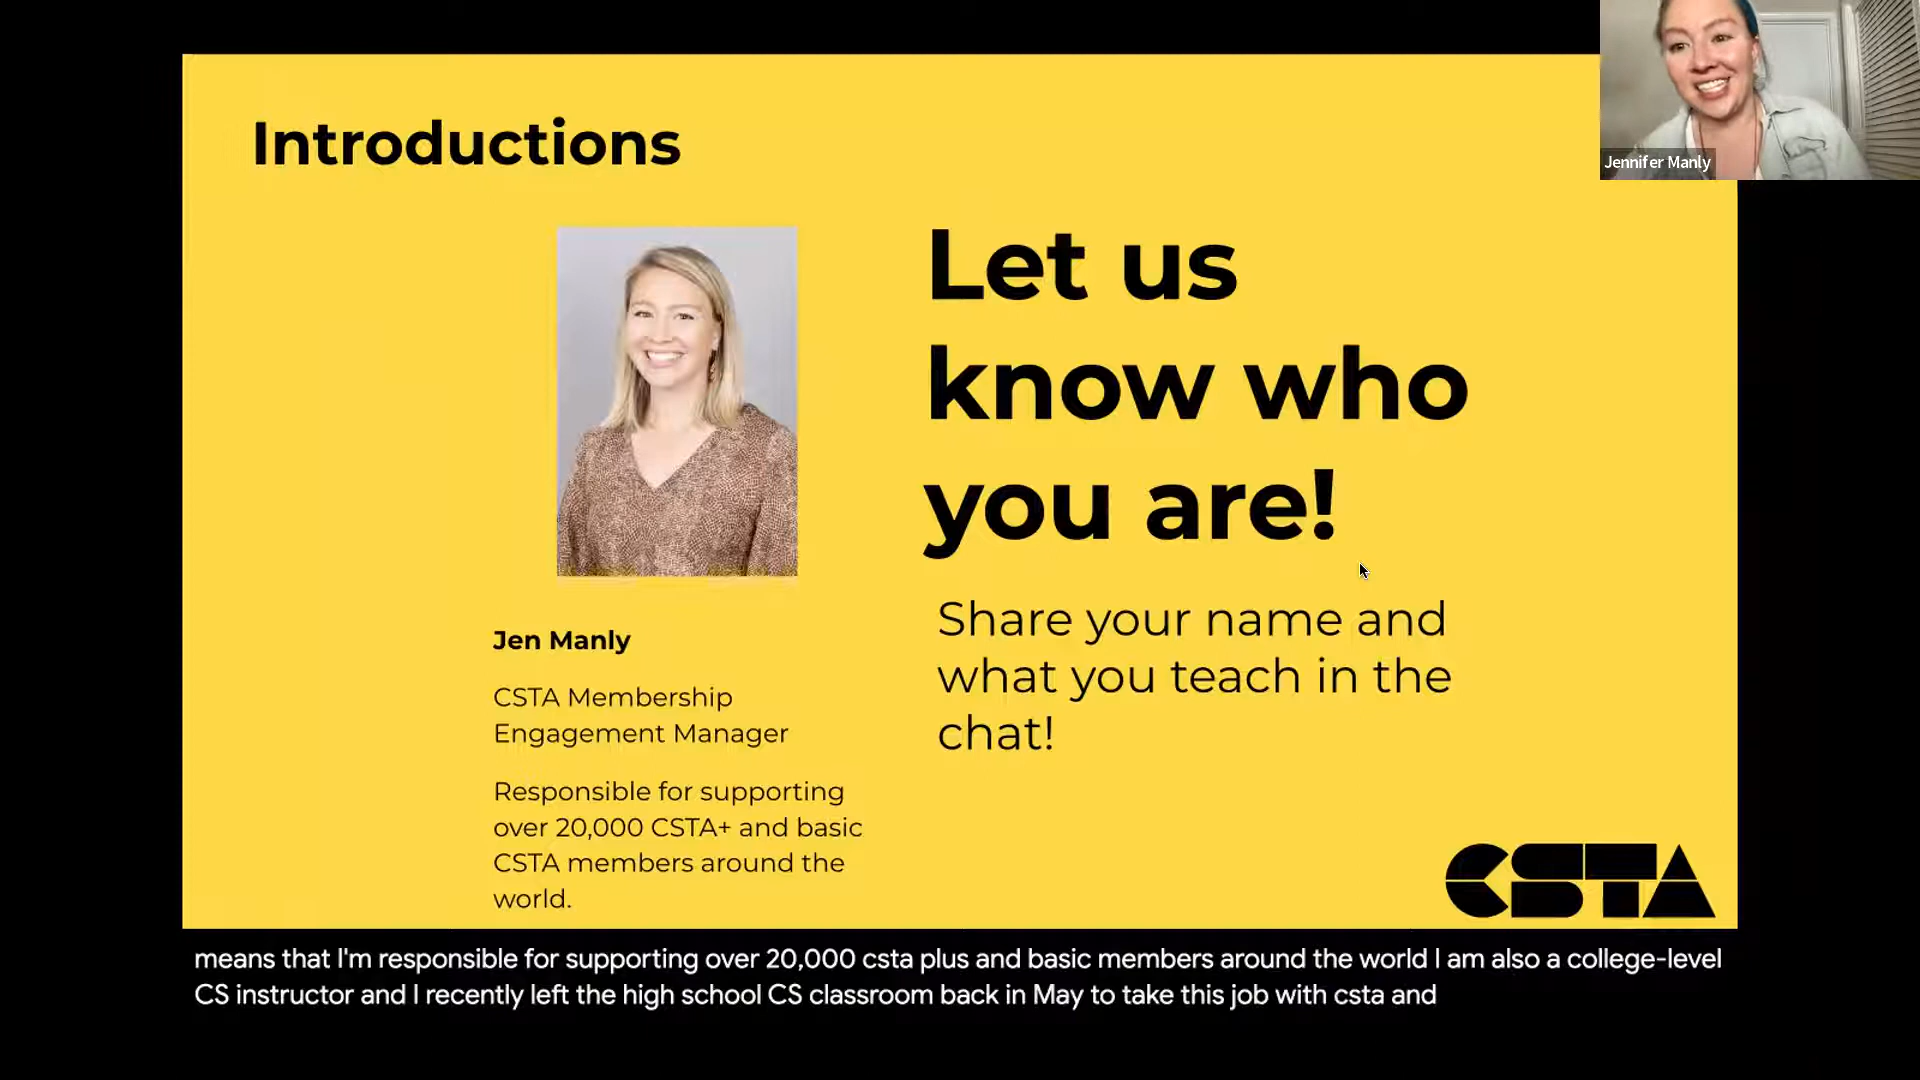 Introductions
Jennifer Manly
Let us
know who
you are!
Share your name and
what you teach in the
chat!
Jen Manly
CSTA Membership
Engagement Manager
Responsible for supporting
over 20,000 CSTA+ and basic
CSTA members around the
world.
CSTA
means that I'm responsible for supporting over 20,000 csta plus and basic members around the world I am also a college-level
CS instructor and I recently left the high school CS classroom back in May to take this job with csta and